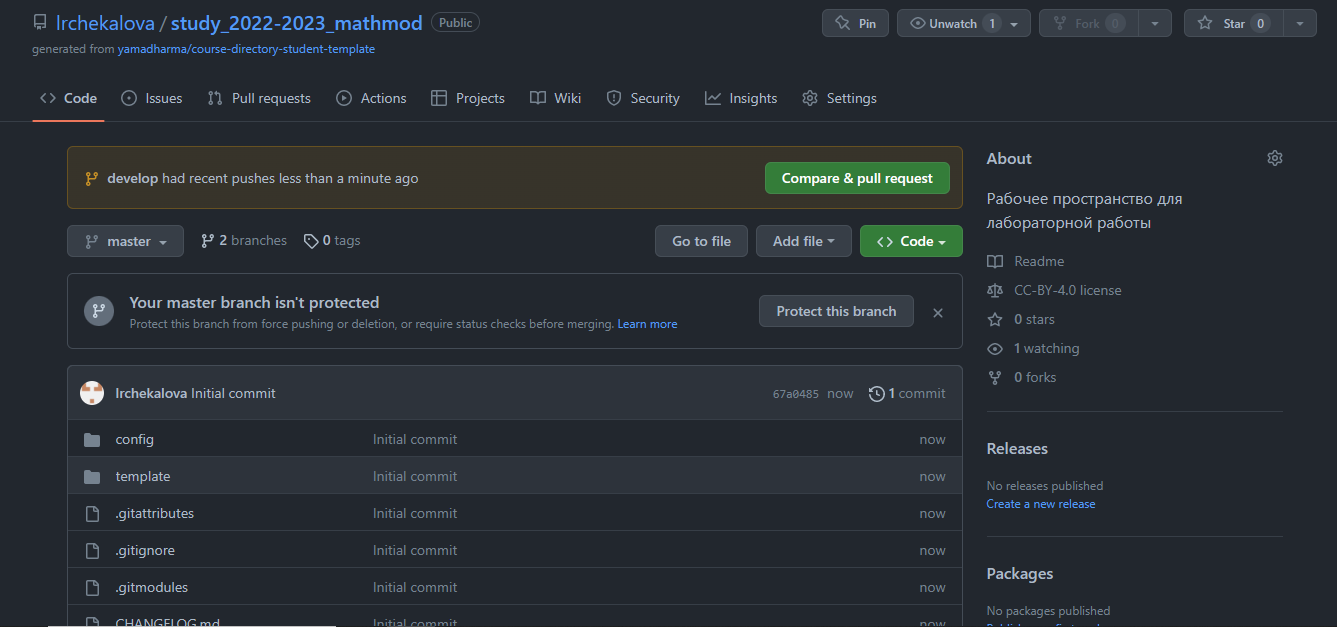 lrchekalova / study_2022-2023_mathmod Public
Pin
Unwatch 1
Fork 0
Star 0
generated from yamadharma/course-directory-student-template
Code
Issues
Pull requests
Actions
Projects
Wiki
Security
Insights
Settings
develop had recent pushes less than a minute ago
Compare & pull request
master
2 branches
0 tags
Go to file
Add file
Code
Your master branch isn't protected
Protect this branch from force pushing or deletion, or require status checks before merging. Learn more
Protect this branch
lrchekalova Initial commit
67a0485 now
1 commit
config Initial commit now
template Initial commit now
.gitattributes Initial commit now
.gitignore Initial commit now
.gitmodules Initial commit now
CHANGELOG.md Initial commit now
About
Рабочее пространство для
лабораторной работы
Readme
CC-BY-4.0 license
0 stars
1 watching
0 forks
Releases
No releases published
Create a new release
Packages
No packages published